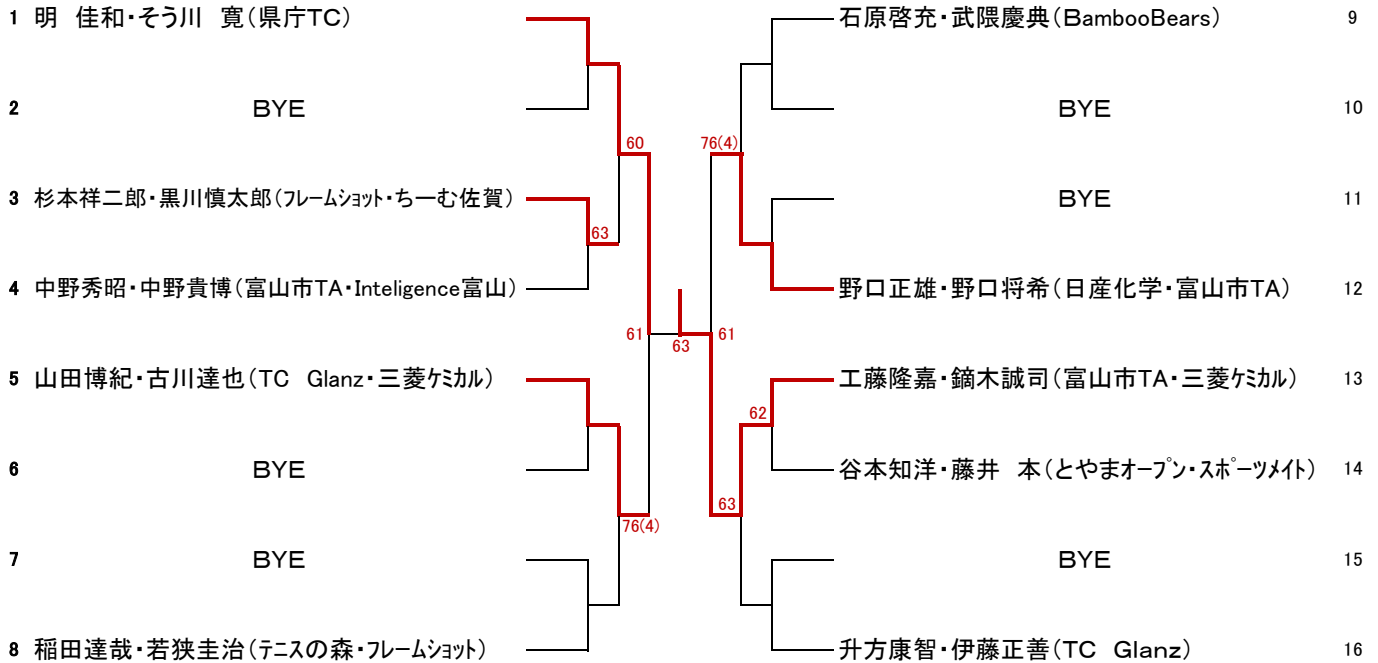 1 明 佳和・そう川 寛(県庁TC)
2 BYE
60
3 杉本祥二郎・黒川慎太郎(フレームショット・ちーむ佐賀)
63
4 中野秀昭・中野貴博(富山市TA・Inteligence富山)
61
5 山田博紀・古川達也(TC Glanz・三菱ケミカル)
6 BYE
76(4)
7 BYE
8 稲田達哉・若狭圭治(テニスの森・フレームショット)
63
石原啓充・武隈慶典(BambooBears) 9
BYE 10
76(4)
BYE 11
野口正雄・野口将希(日産化学・富山市TA) 12
61
工藤隆嘉・鏑木誠司(富山市TA・三菱ケミカル) 13
62
谷本知洋・藤井 本(とやまオープン・スポーツメイト) 14
63
BYE 15
升方康智・伊藤正善(TC Glanz) 16